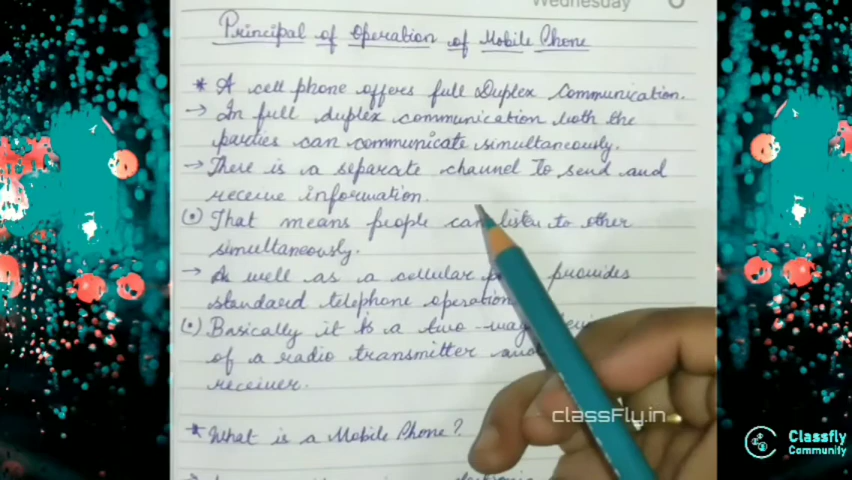 Wednesday
Principal of Operation of Mobile Phone
* A cell phone offers full Duplex Communication.
→ In full duplex communication both the
parties can communicate simultaneously.
→ There is a separate channel To send and
receive information.
(•) That means people can listen to other
simultaneously.
→ As well as a cellular provides
standard telephone operation
(•) Basically it is a two-way
of a radio transmitter and
receiver.
* What is a Mobile Phone?
classFly.in
Classfly
Community